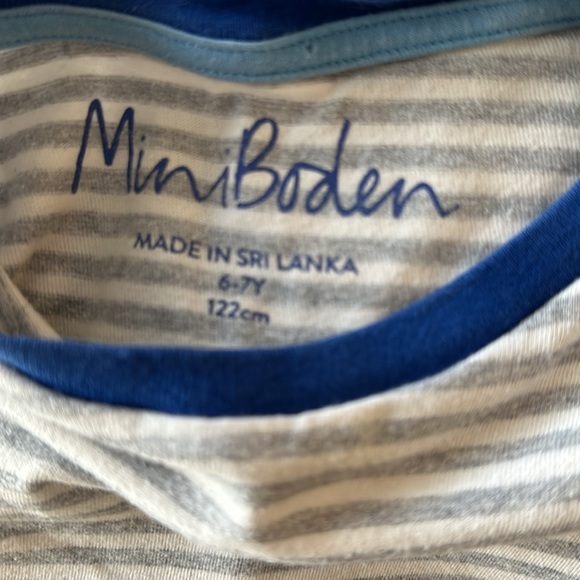 MiniBoden
MADE IN SRI LANKA
6-7Y
122cm